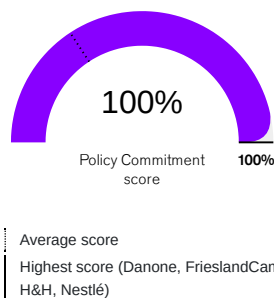 100%
Policy Commitment
score
100%
Average score
Highest score (Danone, FrieslandCam
H&H, Nestlé)